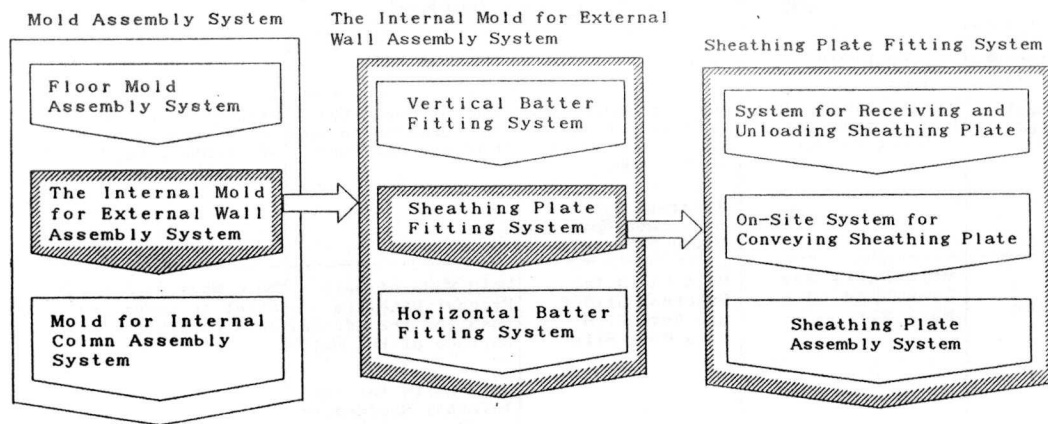 Mold Assembly System
Floor Mold
Assembly System
The Internal Mold
for External Wall
Assembly System
Mold for Internal
Colmn Assembly
System
The Internal Mold for External
Wall Assembly System
Vertical Batter
Fitting System
Sheathing Plate
Fitting System
Horizontal Batter
Fitting System
Sheathing Plate Fitting System
System for Receiving and
Unloading Sheathing Plate
On-Site System for
Conveying Sheathing Plate
Sheathing Plate
Assembly System